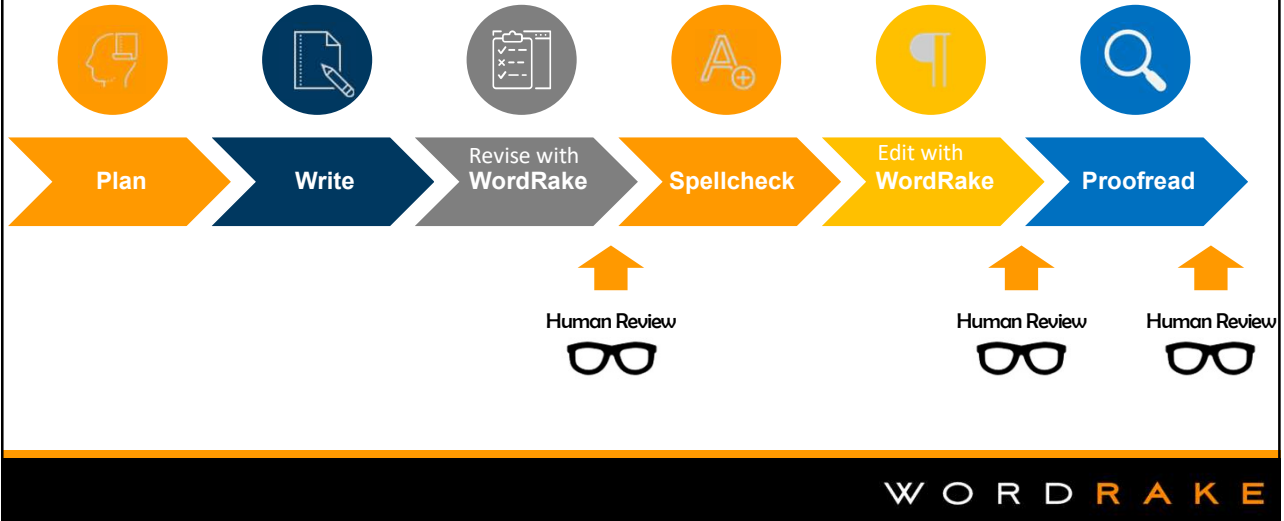 Plan
Write
Revise with
WordRake
Spellcheck
Edit with
WordRake
Proofread
Human Review
Human Review
Human Review
WORDRAKE